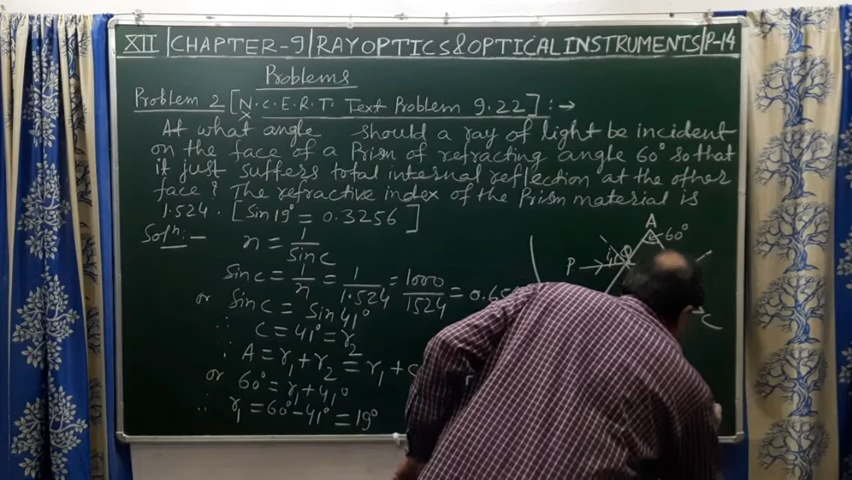 XII | CHAPTER-9 | RAY OPTICS & OPTICAL INSTRUMENTS | P-14
Problems
Problem 2 [N.C.E.R.T. Text Problem 9.22] :→
At what angle should a ray of light be incident
on the face of a Prism of refracting angle 60° so that
it just suffers total internal reflection at the other
face? The refractive index of the Prism material is
1.524. [Sin 19° = 0.3256]
Solⁿ:— n = 1/Sin C
Sin C = 1/n = 1/1.524 = 1000/1524 = 0.65
or Sin C = Sin 41°
∴ C = 41° = r₂
∴ A = r₁ + r₂ = r₁ + C
or 60° = r₁ + 41°
∴ r₁ = 60° - 41° = 19°
A
60°
P
C